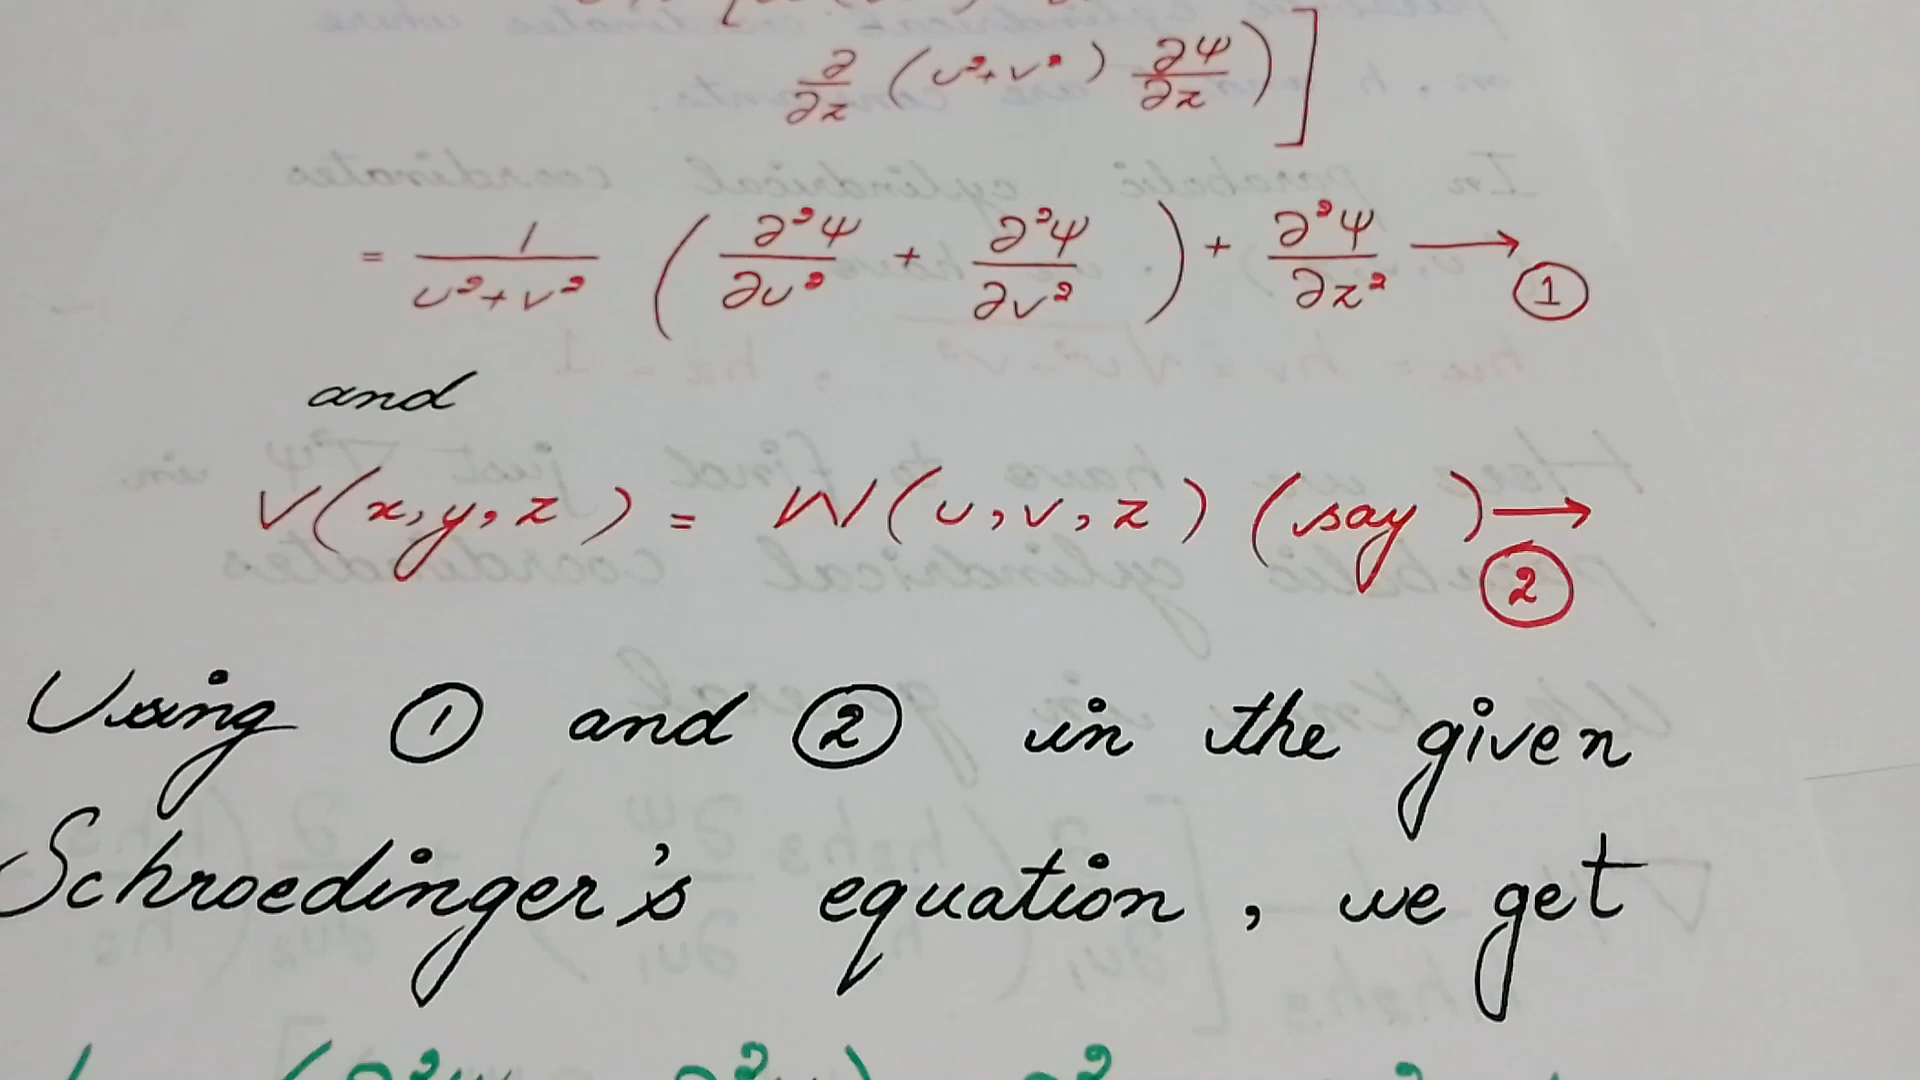 ∂/∂z (u²+v²) ∂ψ/∂z)]
= 1/(u²+v²) (∂²ψ/∂u² + ∂²ψ/∂v²) + ∂²ψ/∂z² → ①
and
V(x,y,z) = W(u,v,z) (say) → ②
Using ① and ② in the given
Schroedinger's equation, we get